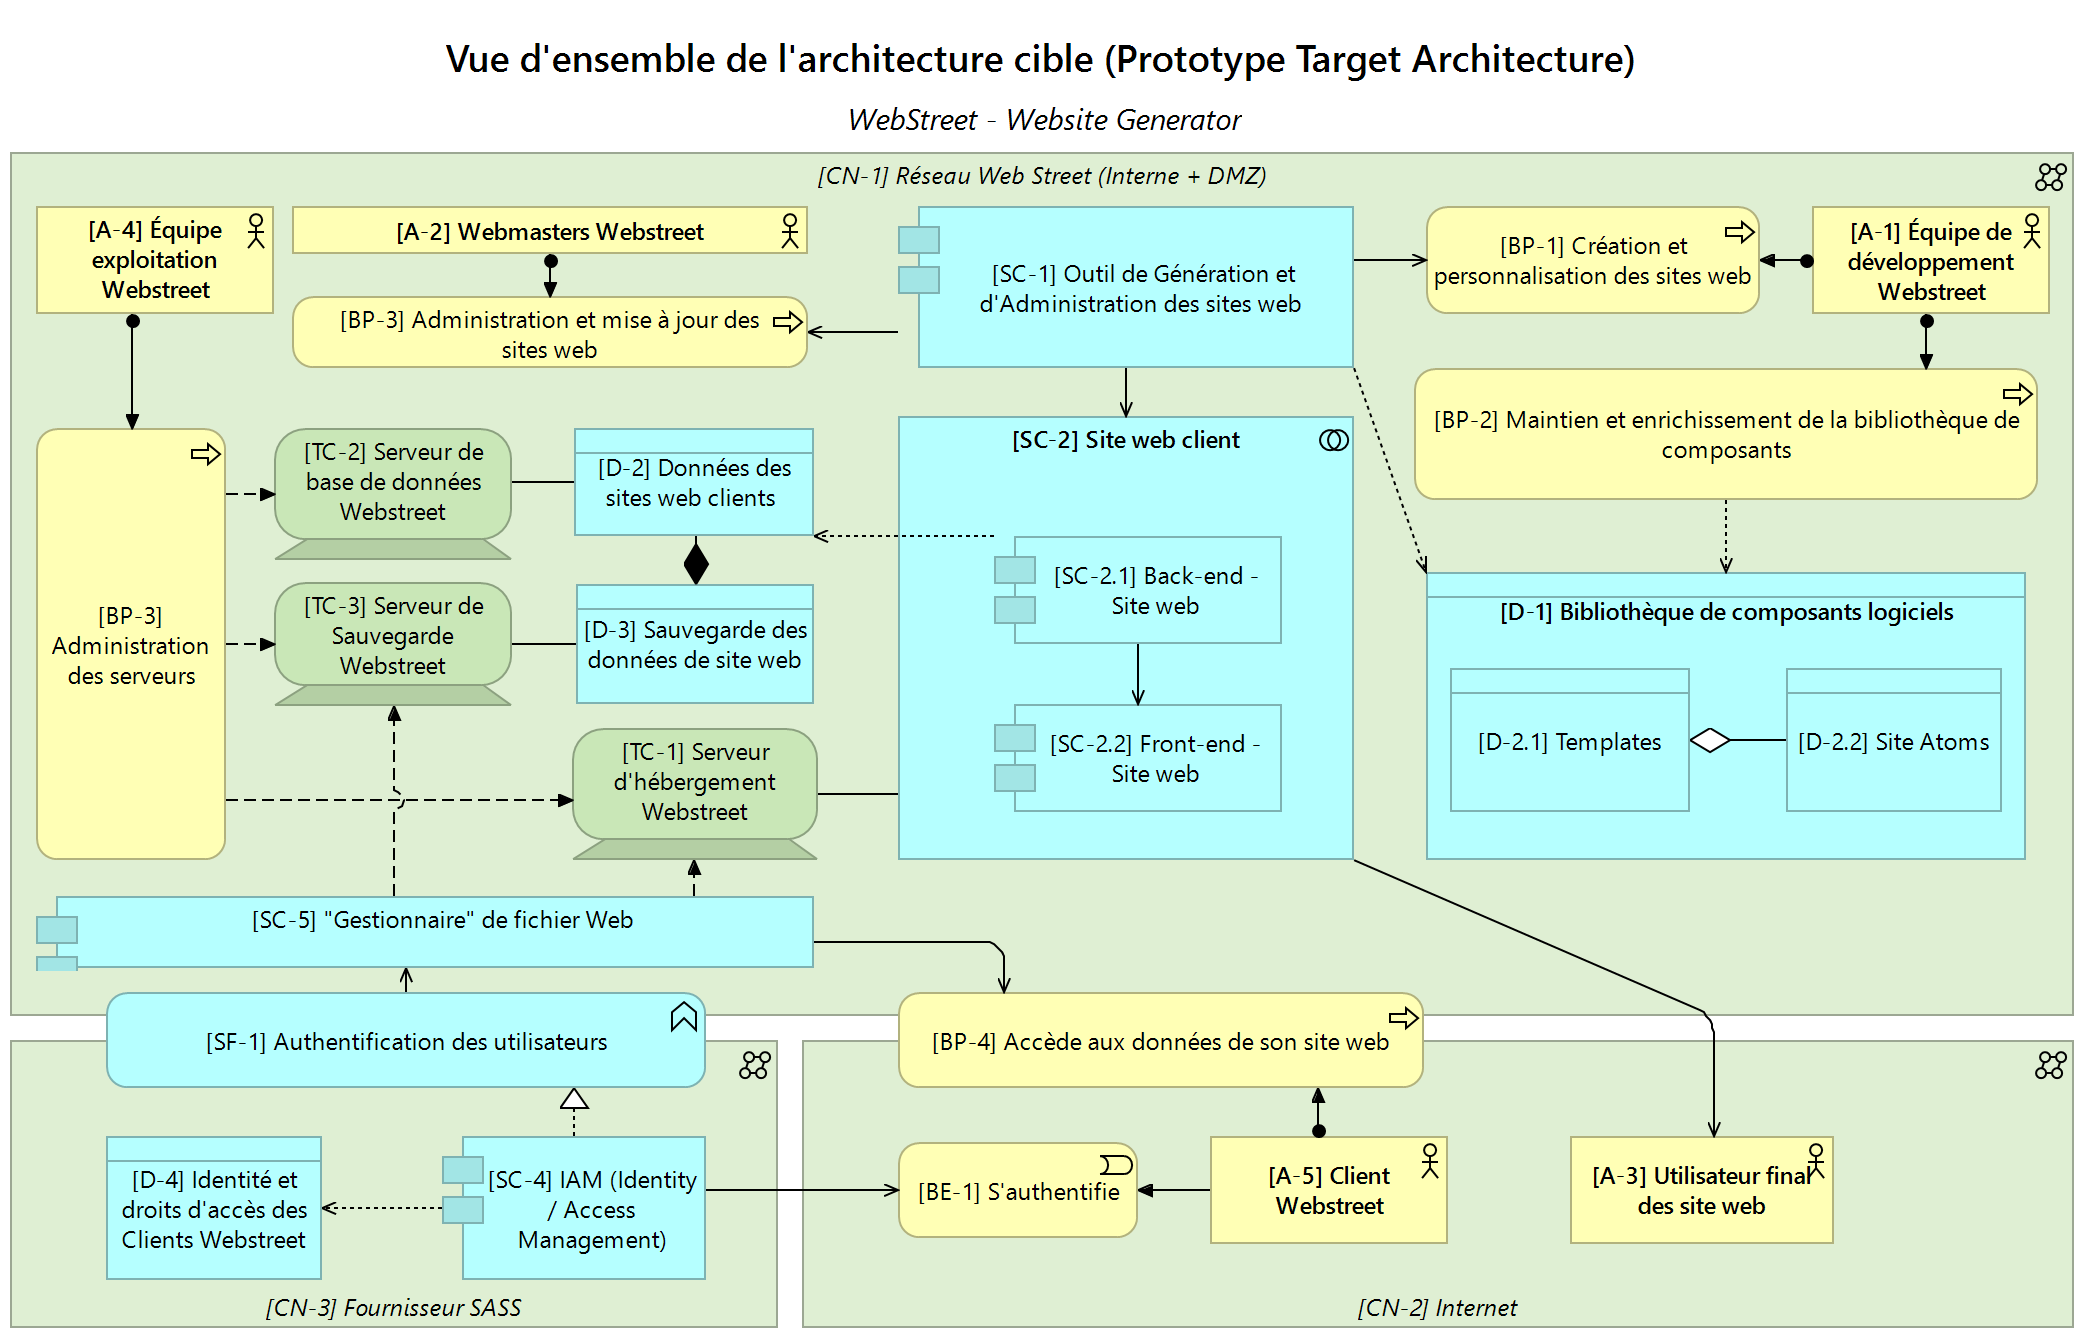 Vue d'ensemble de l'architecture cible (Prototype Target Architecture)
WebStreet - Website Generator
[CN-1] Réseau Web Street (Interne + DMZ)
[A-4] Équipe
exploitation
Webstreet
[A-2] Webmasters Webstreet
[BP-3] Administration et mise à jour des
sites web
[SC-1] Outil de Génération et
d'Administration des sites web
[BP-1] Création et
personnalisation des sites web
[A-1] Équipe de
développement
Webstreet
[BP-2] Maintien et enrichissement de la bibliothèque de
composants
[BP-3]
Administration
des serveurs
[TC-2] Serveur de
base de données
Webstreet
[D-2] Données des
sites web clients
[TC-3] Serveur de
Sauvegarde
Webstreet
[D-3] Sauvegarde des
données de site web
[TC-1] Serveur
d'hébergement
Webstreet
[SC-2] Site web client
[SC-2.1] Back-end -
Site web
[SC-2.2] Front-end -
Site web
[D-1] Bibliothèque de composants logiciels
[D-2.1] Templates
[D-2.2] Site Atoms
[SC-5] "Gestionnaire" de fichier Web
[SF-1] Authentification des utilisateurs
[BP-4] Accède aux données de son site web
[D-4] Identité et
droits d'accès des
Clients Webstreet
[SC-4] IAM (Identity
/ Access
Management)
[BE-1] S'authentifie
[A-5] Client
Webstreet
[A-3] Utilisateur final
des site web
[CN-3] Fournisseur SASS
[CN-2] Internet